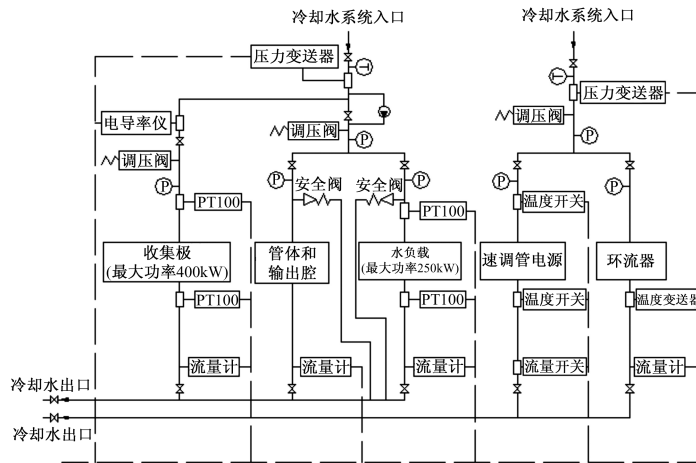 冷却水系统入口
冷却水系统入口
压力变送器
T
T
压力变送器
电导率仪
调压阀
调压阀
P
调压阀
P
P
P
安全阀
安全阀
P
P
P
PT100
PT100
温度开关
收集极
(最大功率400kW)
管体和
输出腔
水负载
(最大功率250kW)
速调管电源
环流器
PT100
PT100
温度开关
温度变送器
流量计
流量计
流量计
流量开关
流量计
冷却水出口
冷却水出口